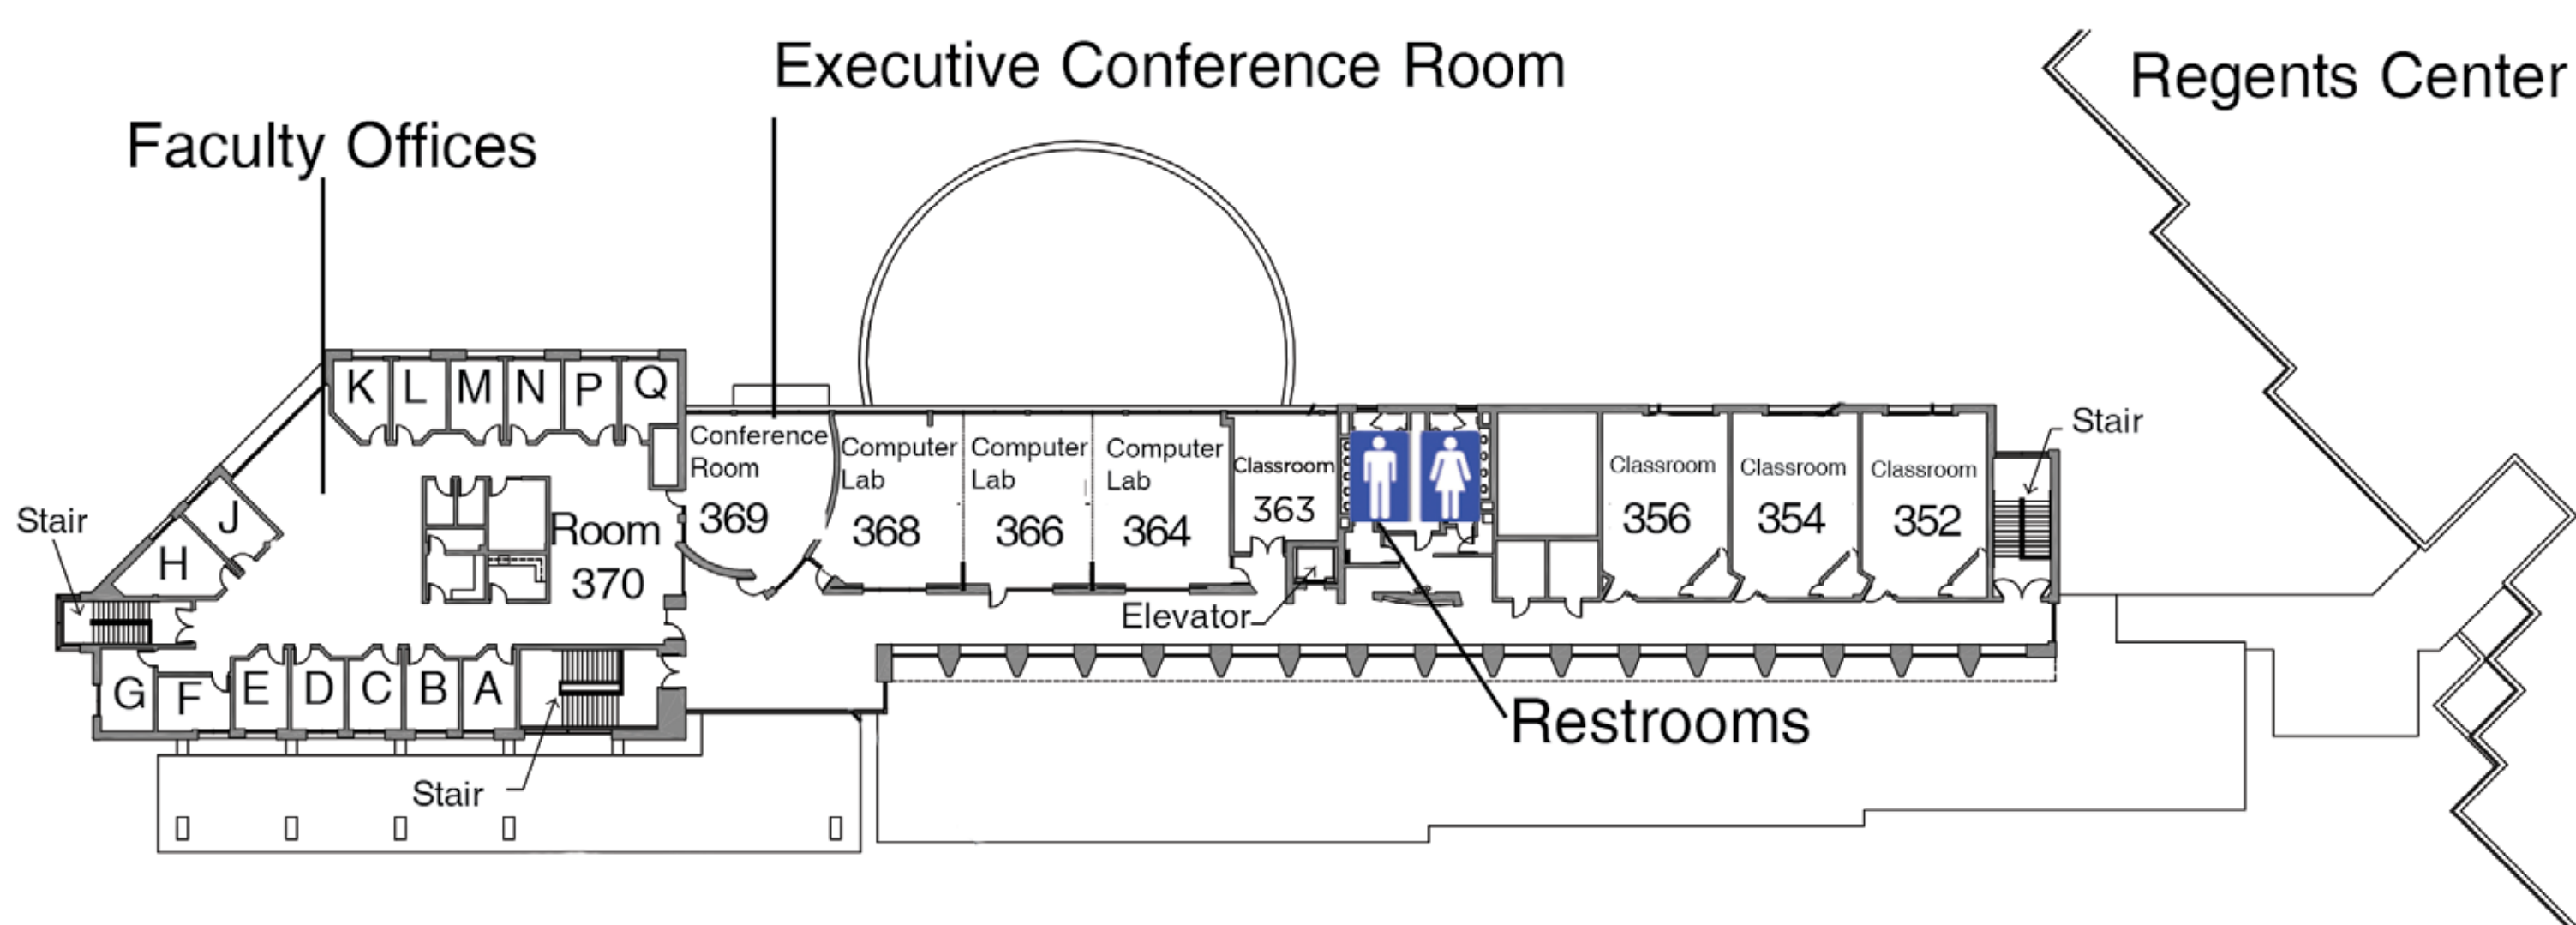 Executive Conference Room
Regents Center
Faculty Offices
K L M N P Q
Conference
Room
369
Computer
Lab
368
Computer
Lab
366
Computer
Lab
364
Classroom
363
Classroom
356
Classroom
354
Classroom
352
Stair
Stair
J
H
Room
370
Elevator
G F E D C B A
Restrooms
Stair